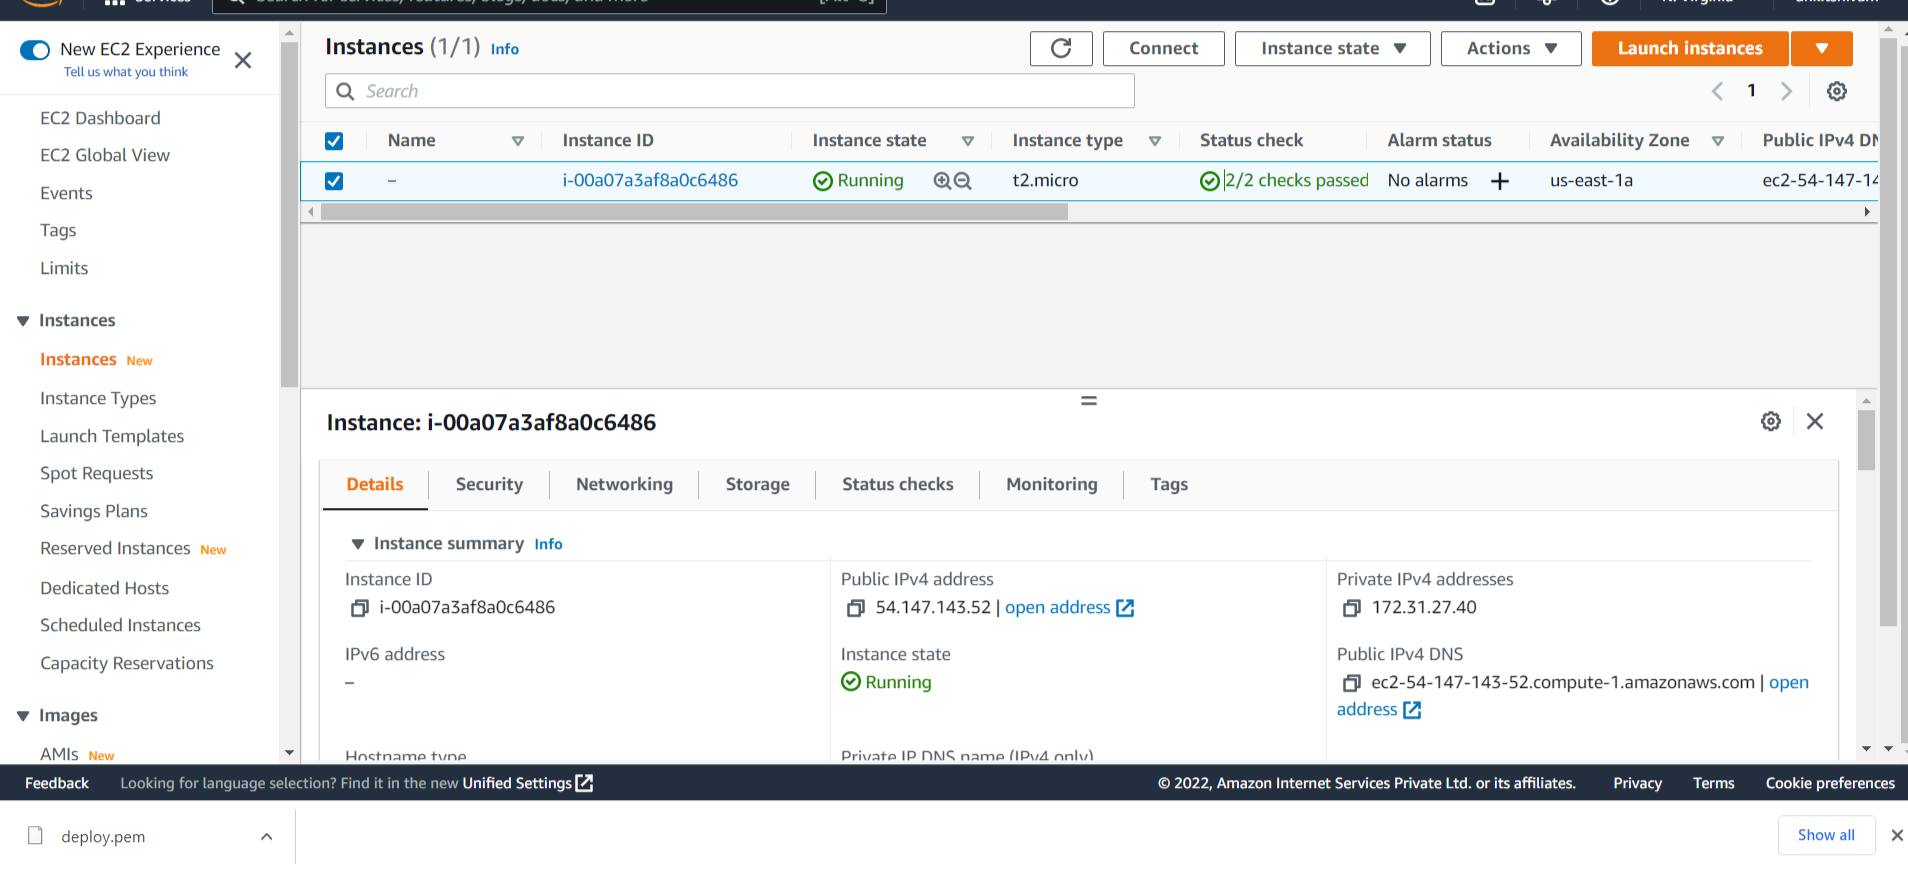 New EC2 Experience
Tell us what you think
EC2 Dashboard
EC2 Global View
Events
Tags
Limits
Instances
Instances New
Instance Types
Launch Templates
Spot Requests
Savings Plans
Reserved Instances New
Dedicated Hosts
Scheduled Instances
Capacity Reservations
Images
AMIs New
Instances (1/1) Info
Connect
Instance state
Actions
Launch instances
Search
1
Name Instance ID Instance state Instance type Status check Alarm status Availability Zone Public IPv4 DN
– i-00a07a3af8a0c6486 Running t2.micro 2/2 checks passed No alarms + us-east-1a ec2-54-147-14
Instance: i-00a07a3af8a0c6486
Details Security Networking Storage Status checks Monitoring Tags
Instance summary Info
Instance ID
i-00a07a3af8a0c6486
Public IPv4 address
54.147.143.52 | open address
Private IPv4 addresses
172.31.27.40
IPv6 address
–
Instance state
Running
Public IPv4 DNS
ec2-54-147-143-52.compute-1.amazonaws.com | open
address
Hostname type
Private IP DNS name (IPv4 only)
Feedback Looking for language selection? Find it in the new Unified Settings © 2022, Amazon Internet Services Private Ltd. or its affiliates. Privacy Terms Cookie preferences
deploy.pem
Show all